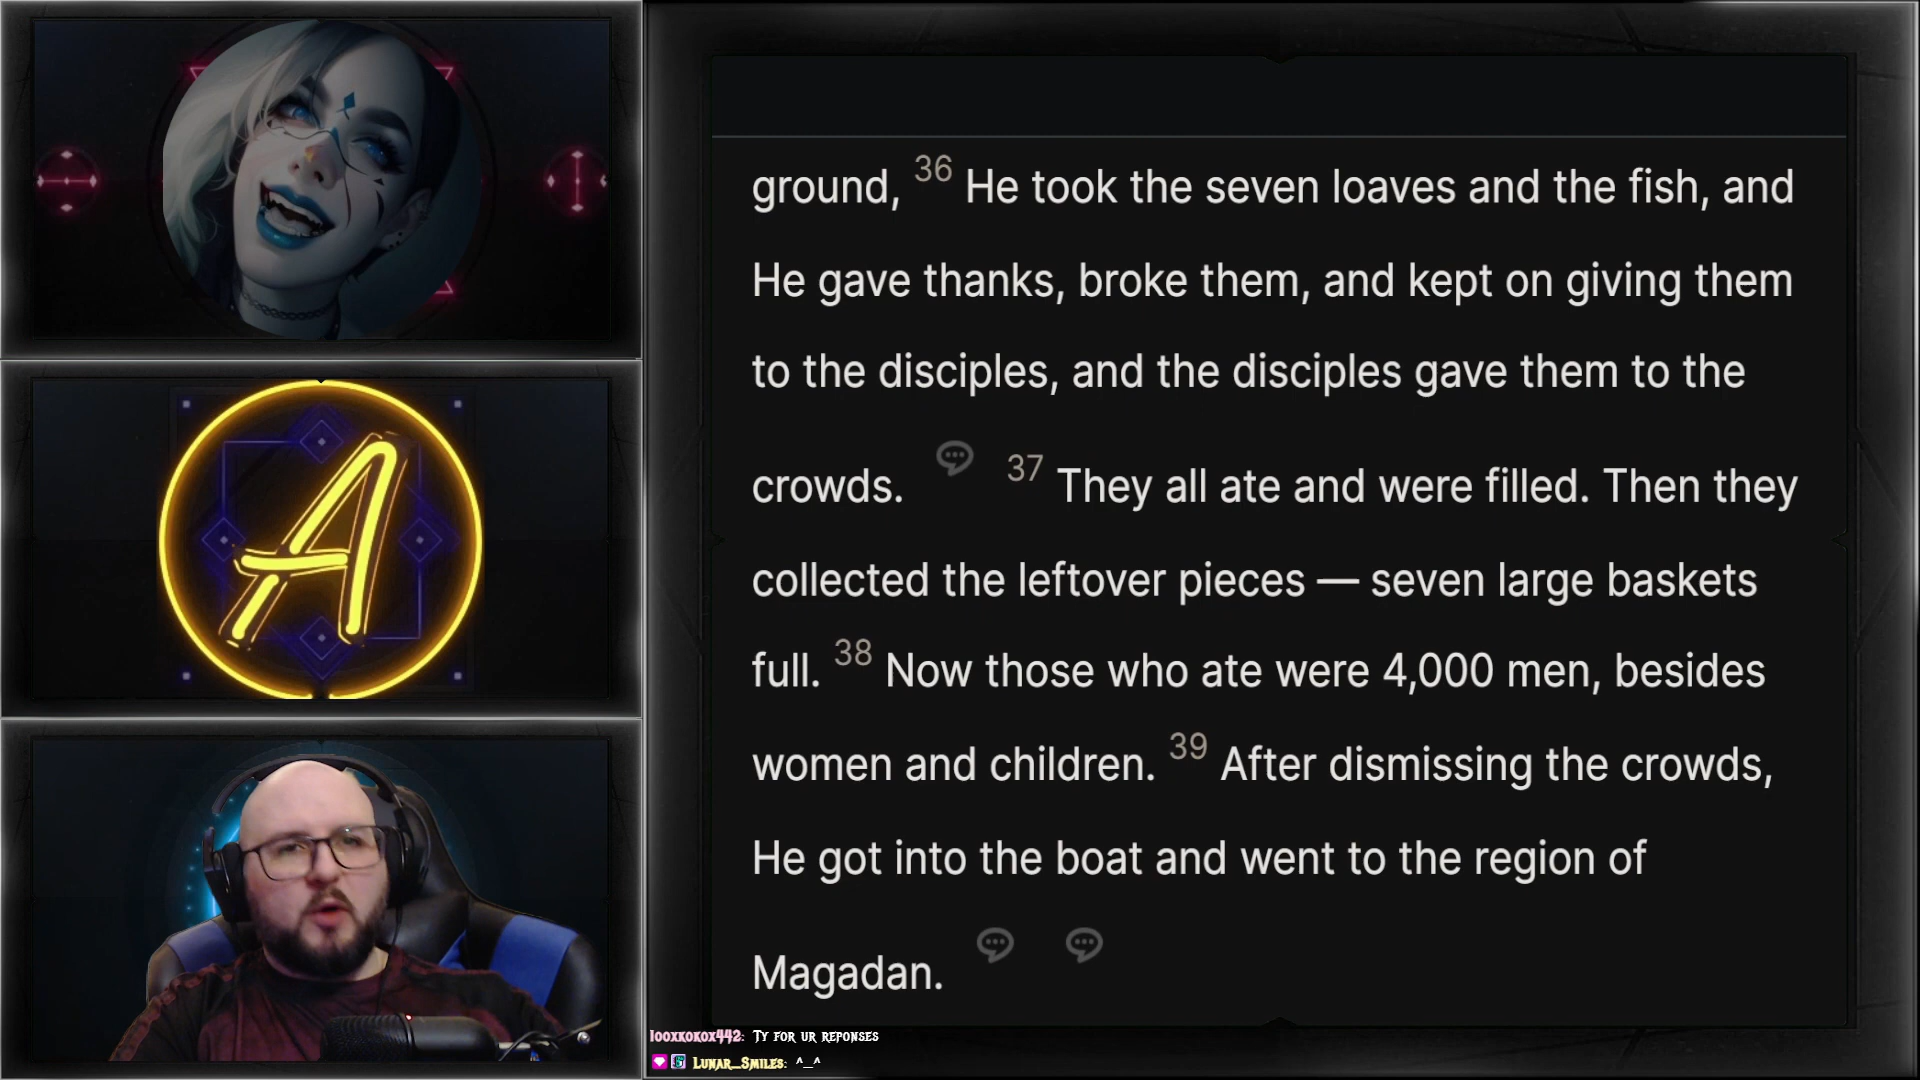 A
ground, 36 He took the seven loaves and the fish, and
He gave thanks, broke them, and kept on giving them
to the disciples, and the disciples gave them to the
crowds. 37 They all ate and were filled. Then they
collected the leftover pieces — seven large baskets
full. 38 Now those who ate were 4,000 men, besides
women and children. 39 After dismissing the crowds,
He got into the boat and went to the region of
Magadan.
looxkokox442: Ty for ur reponses
Lunar_Smiles: ^_^